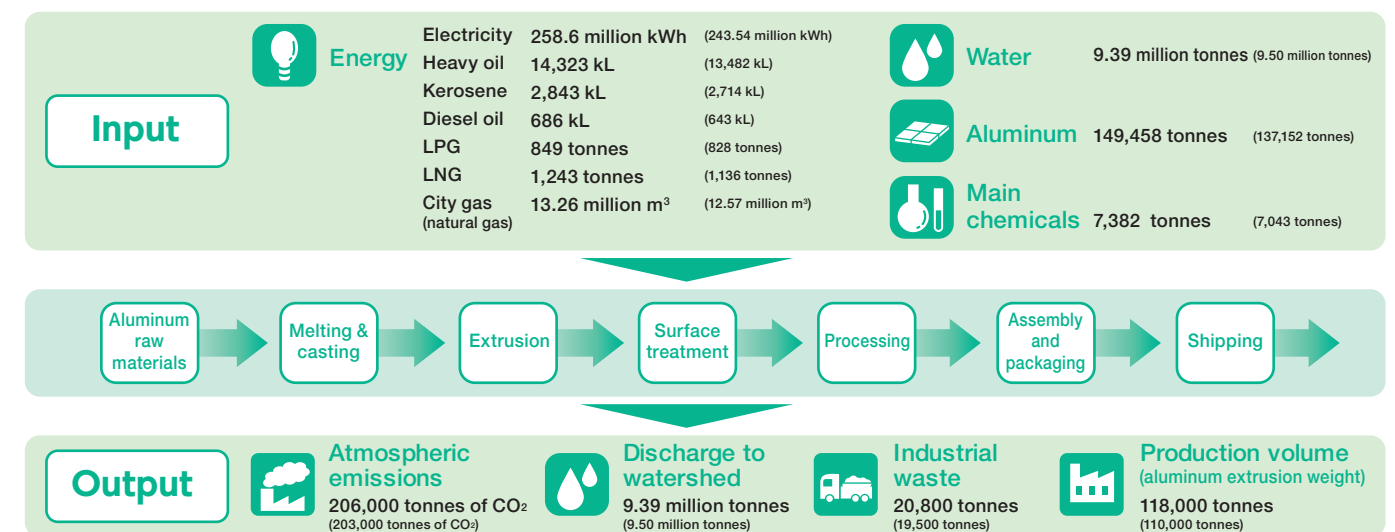 Input
Energy
Electricity 258.6 million kWh (243.54 million kWh)
Heavy oil 14,323 kL (13,482 kL)
Kerosene 2,843 kL (2,714 kL)
Diesel oil 686 kL (643 kL)
LPG 849 tonnes (828 tonnes)
LNG 1,243 tonnes (1,136 tonnes)
City gas 13.26 million m³ (12.57 million m³)
(natural gas)
Water 9.39 million tonnes (9.50 million tonnes)
Aluminum 149,458 tonnes (137,152 tonnes)
Main
chemicals 7,382 tonnes (7,043 tonnes)
Aluminum
raw
materials
Melting &
casting
Extrusion
Surface
treatment
Processing
Assembly
and
packaging
Shipping
Output
Atmospheric
emissions
206,000 tonnes of CO₂
(203,000 tonnes of CO₂)
Discharge to
watershed
9.39 million tonnes
(9.50 million tonnes)
Industrial
waste
20,800 tonnes
(19,500 tonnes)
Production volume
(aluminum extrusion weight)
118,000 tonnes
(110,000 tonnes)